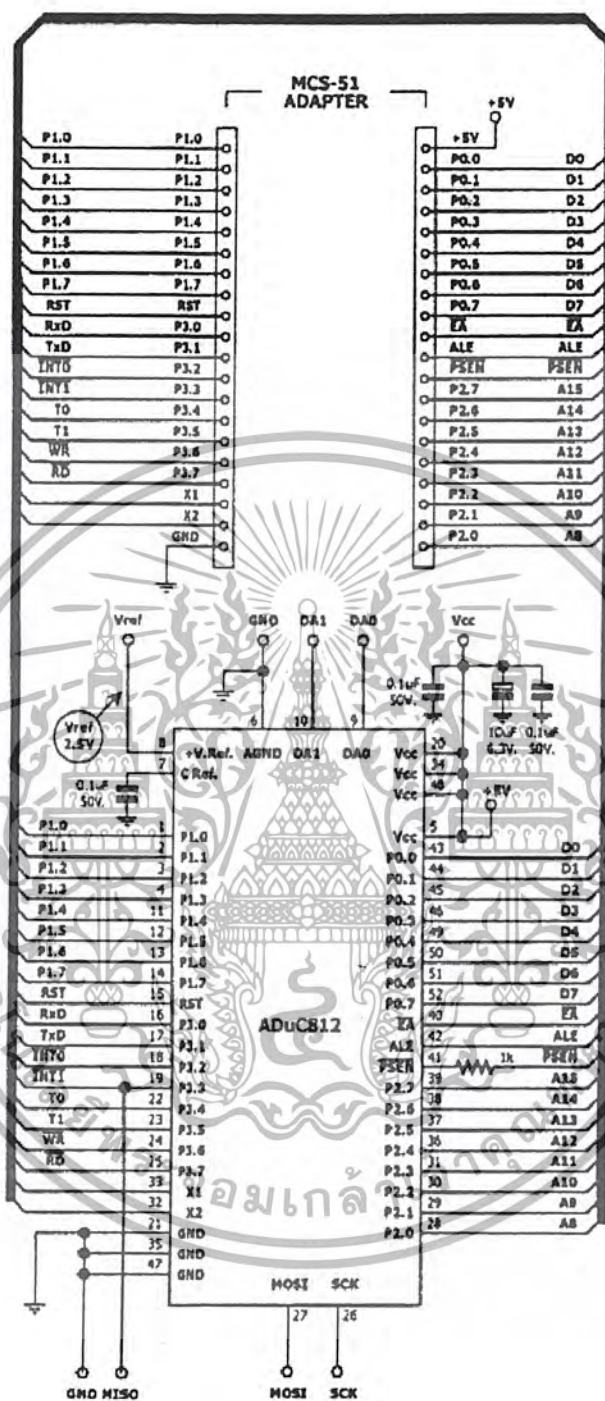 MCS-51
ADAPTER
+5V
P1.0 P1.0 +5V
P1.1 P1.1 P0.0 D0
P1.2 P1.2 P0.1 D1
P1.3 P1.3 P0.2 D2
P1.4 P1.4 P0.3 D3
P1.5 P1.5 P0.4 D4
P1.6 P1.6 P0.5 D5
P1.7 P1.7 P0.6 D6
RST RST P0.7 D7
RxD P3.0 EA EA
TxD P3.1 ALE ALE
INT0 P3.2 PSEN PSEN
INT1 P3.3 P2.7 A15
T0 P3.4 P2.6 A14
T1 P3.5 P2.5 A13
WR P3.6 P2.4 A12
RD P3.7 P2.3 A11
X1 P2.2 A10
X2 P2.1 A9
GND P2.0 A8
Vref GND DA1 DA0 Vcc
0.1uF
50V.
10uF
6.3V.
0.1uF
50V.
Vref
2.5V
6 10 9
8 +V.Ref. AGND DA1 DA0 Vcc 20
7 C Ref. Vcc 34
Vcc 48
0.1uF
50V.
+5V
Vcc 5
P1.0 1 P1.0 P0.0 43 D0
P1.1 2 P1.1 P0.1 44 D1
P1.2 3 P1.2 P0.2 45 D2
P1.3 4 P1.3 P0.3 46 D3
P1.4 11 P1.4 P0.4 49 D4
P1.5 12 P1.5 P0.5 50 D5
P1.6 13 P1.6 P0.6 51 D6
P1.7 14 P1.7 P0.7 52 D7
RST 15 RST EA 40 EA
RxD 16 P3.0 ALE 42 ALE
TxD 17 P3.1 PSEN 41 1k PSEN
INT0 18 P3.2 P2.7 39 A15
INT1 19 P3.3 P2.6 38 A14
T0 22 P3.4 P2.5 37 A13
T1 23 P3.5 P2.4 36 A12
WR 24 P3.6 P2.3 31 A11
RD 25 P3.7 P2.2 30 A10
33 X1 P2.1 29 A9
32 X2 P2.0 28 A8
ADuC812
21 GND
35 GND
47 GND
MOSI SCK
27 26
GND MISO MOSI SCK